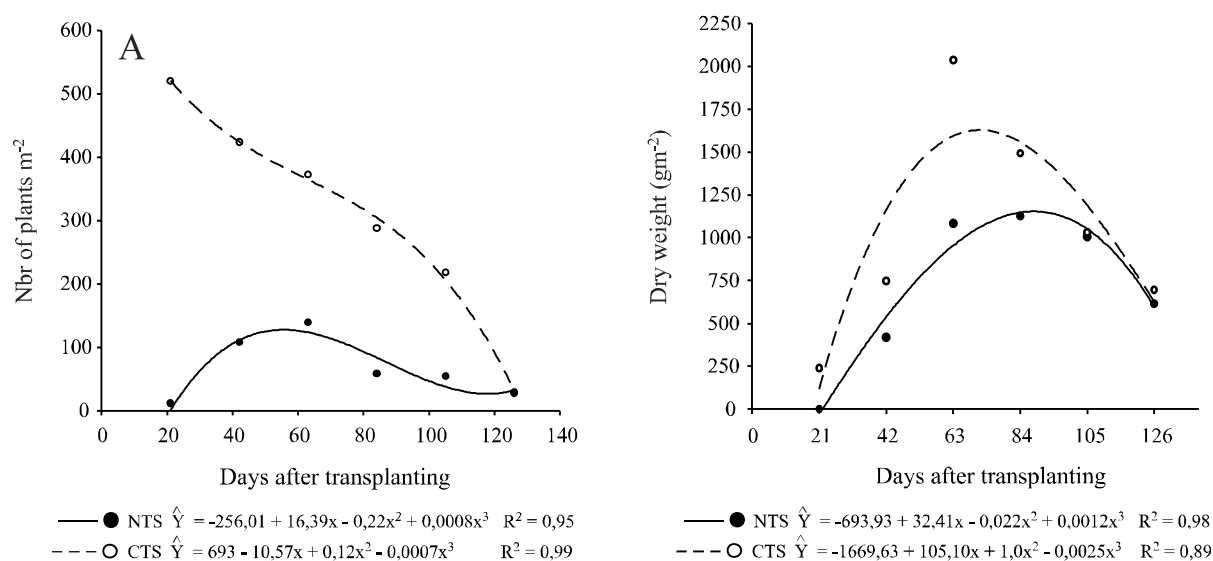 A
Nbr of plants m⁻²
600
500
400
300
200
100
0
0 20 40 60 80 100 120 140
Days after transplanting
NTS Ŷ = -256,01 + 16,39x - 0,22x² + 0,0008x³ R² = 0,95
CTS Ŷ = 693 - 10,57x + 0,12x² - 0,0007x³ R² = 0,99
Dry weight (gm⁻²)
2250
2000
1750
1500
1250
1000
750
500
250
0
0 21 42 63 84 105 126
Days after transplanting
NTS Ŷ = -693,93 + 32,41x - 0,022x² + 0,0012x³ R² = 0,98
CTS Ŷ = -1669,63 + 105,10x + 1,0x² - 0,0025x³ R² = 0,89